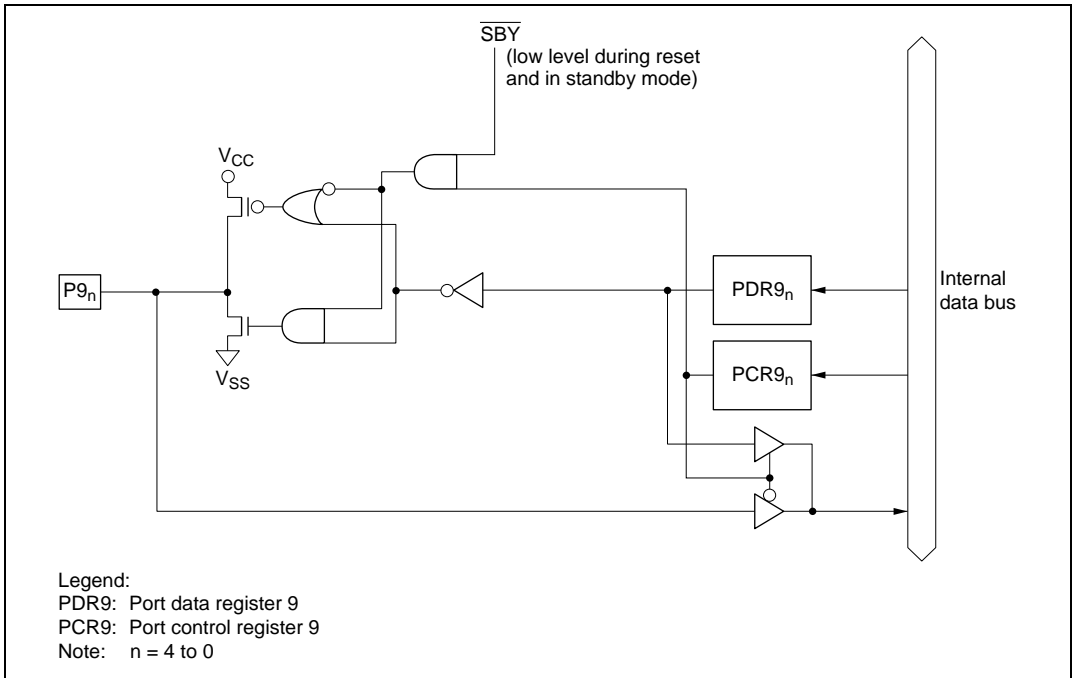 SBY
(low level during reset
and in standby mode)
VCC
P9n
VSS
PDR9n
PCR9n
Internal
data bus
Legend:
PDR9: Port data register 9
PCR9: Port control register 9
Note: n = 4 to 0